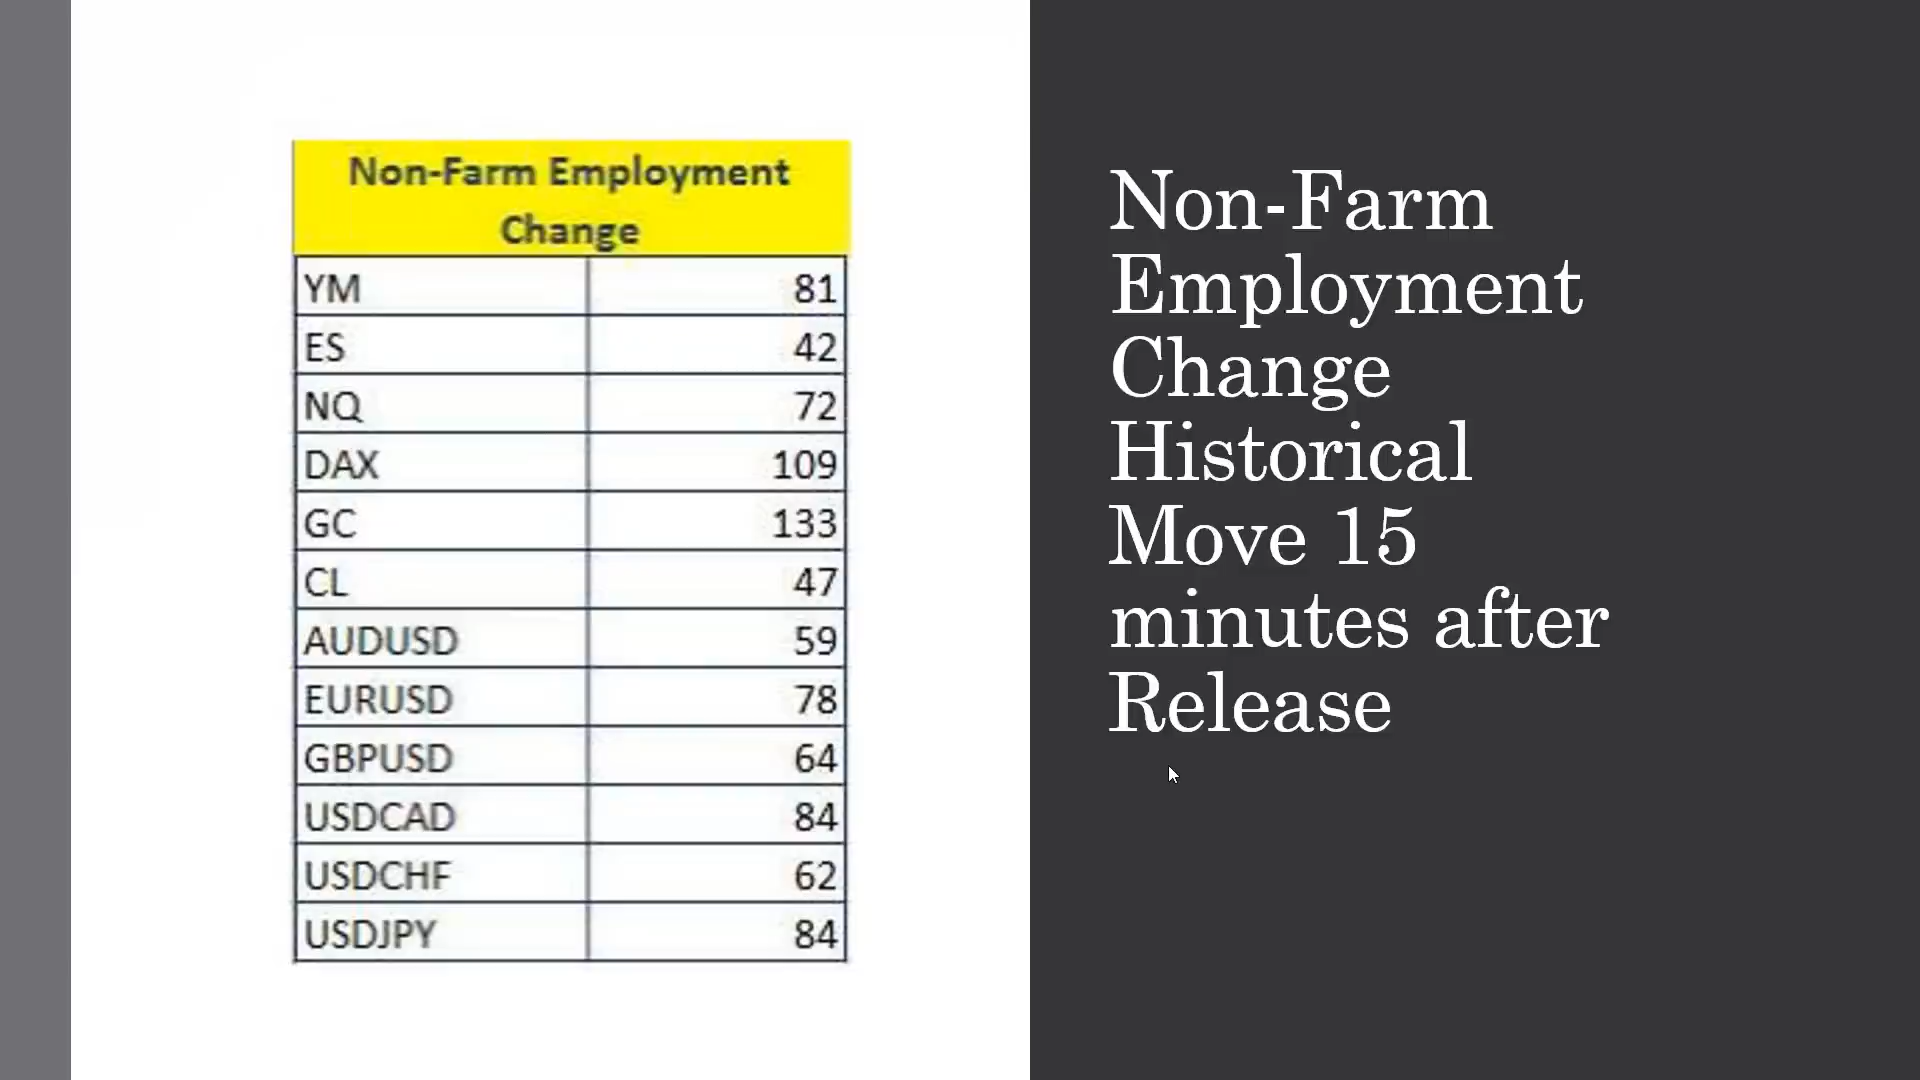 Non-Farm Employment
Change
YM 81
ES 42
NQ 72
DAX 109
GC 133
CL 47
AUDUSD 59
EURUSD 78
GBPUSD 64
USDCAD 84
USDCHF 62
USDJPY 84
Non-Farm
Employment
Change
Historical
Move 15
minutes after
Release